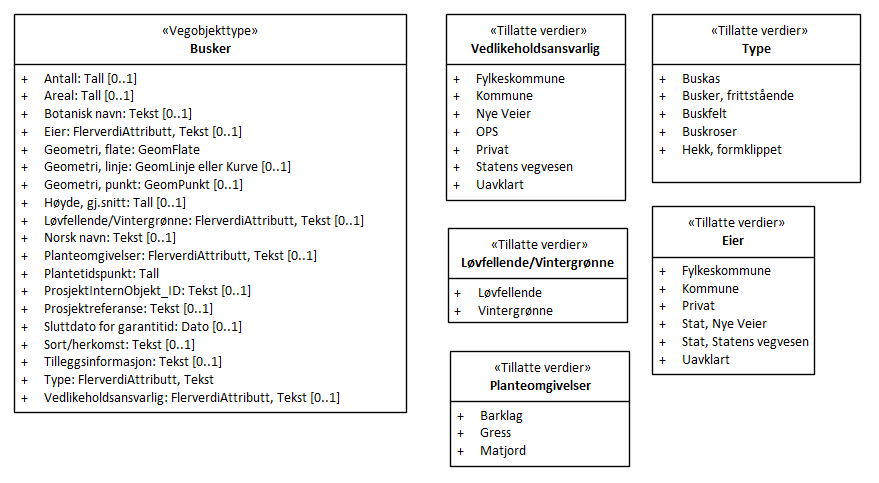 «Vegobjekttype»
Busker
+ Antall: Tall [0..1]
+ Areal: Tall [0..1]
+ Botanisk navn: Tekst [0..1]
+ Eier: FlerverdiAttributt, Tekst [0..1]
+ Geometri, flate: GeomFlate
+ Geometri, linje: GeomLinje eller Kurve [0..1]
+ Geometri, punkt: GeomPunkt [0..1]
+ Høyde, gj.snitt: Tall [0..1]
+ Løvfellende/Vintergrønne: FlerverdiAttributt, Tekst [0..1]
+ Norsk navn: Tekst [0..1]
+ Planteomgivelser: FlerverdiAttributt, Tekst [0..1]
+ Plantetidspunkt: Tall
+ ProsjektInternObjekt_ID: Tekst [0..1]
+ Prosjektreferanse: Tekst [0..1]
+ Sluttdato for garantitid: Dato [0..1]
+ Sort/herkomst: Tekst [0..1]
+ Tilleggsinformasjon: Tekst [0..1]
+ Type: FlerverdiAttributt, Tekst
+ Vedlikeholdsansvarlig: FlerverdiAttributt, Tekst [0..1]
«Tillatte verdier»
Vedlikeholdsansvarlig
+ Fylkeskommune
+ Kommune
+ Nye Veier
+ OPS
+ Privat
+ Statens vegvesen
+ Uavklart
«Tillatte verdier»
Type
+ Buskas
+ Busker, frittstående
+ Buskfelt
+ Buskroser
+ Hekk, formklippet
«Tillatte verdier»
Løvfellende/Vintergrønne
+ Løvfellende
+ Vintergrønne
«Tillatte verdier»
Eier
+ Fylkeskommune
+ Kommune
+ Privat
+ Stat, Nye Veier
+ Stat, Statens vegvesen
+ Uavklart
«Tillatte verdier»
Planteomgivelser
+ Barklag
+ Gress
+ Matjord